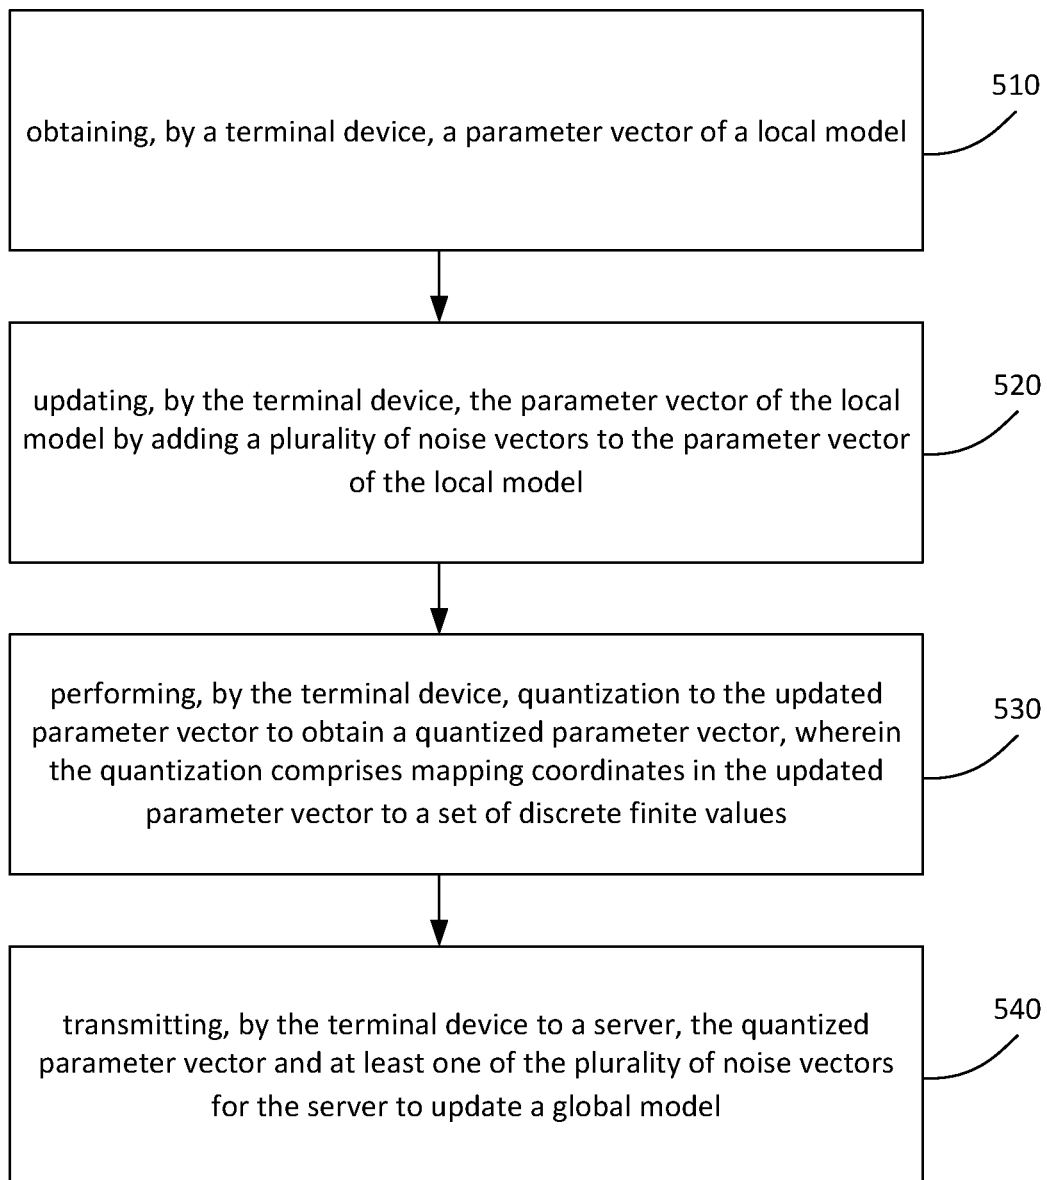 510
obtaining, by a terminal device, a parameter vector of a local model
520
updating, by the terminal device, the parameter vector of the local
model by adding a plurality of noise vectors to the parameter vector
of the local model
530
performing, by the terminal device, quantization to the updated
parameter vector to obtain a quantized parameter vector, wherein
the quantization comprises mapping coordinates in the updated
parameter vector to a set of discrete finite values
540
transmitting, by the terminal device to a server, the quantized
parameter vector and at least one of the plurality of noise vectors
for the server to update a global model